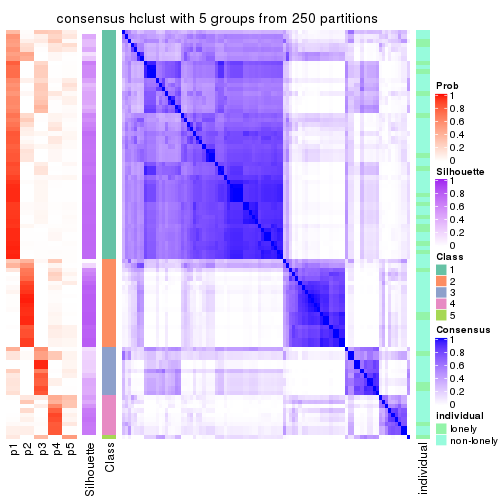 consensus hclust with 5 groups from 250 partitions
Prob
1
0.8
0.6
0.4
0.2
0
Silhouette
1
0.8
0.6
0.4
0.2
0
Class
1
2
3
4
5
Consensus
1
0.8
0.6
0.4
0.2
0
individual
lonely
non-lonely
p1
p2
p3
p4
p5
Silhouette
Class
individual